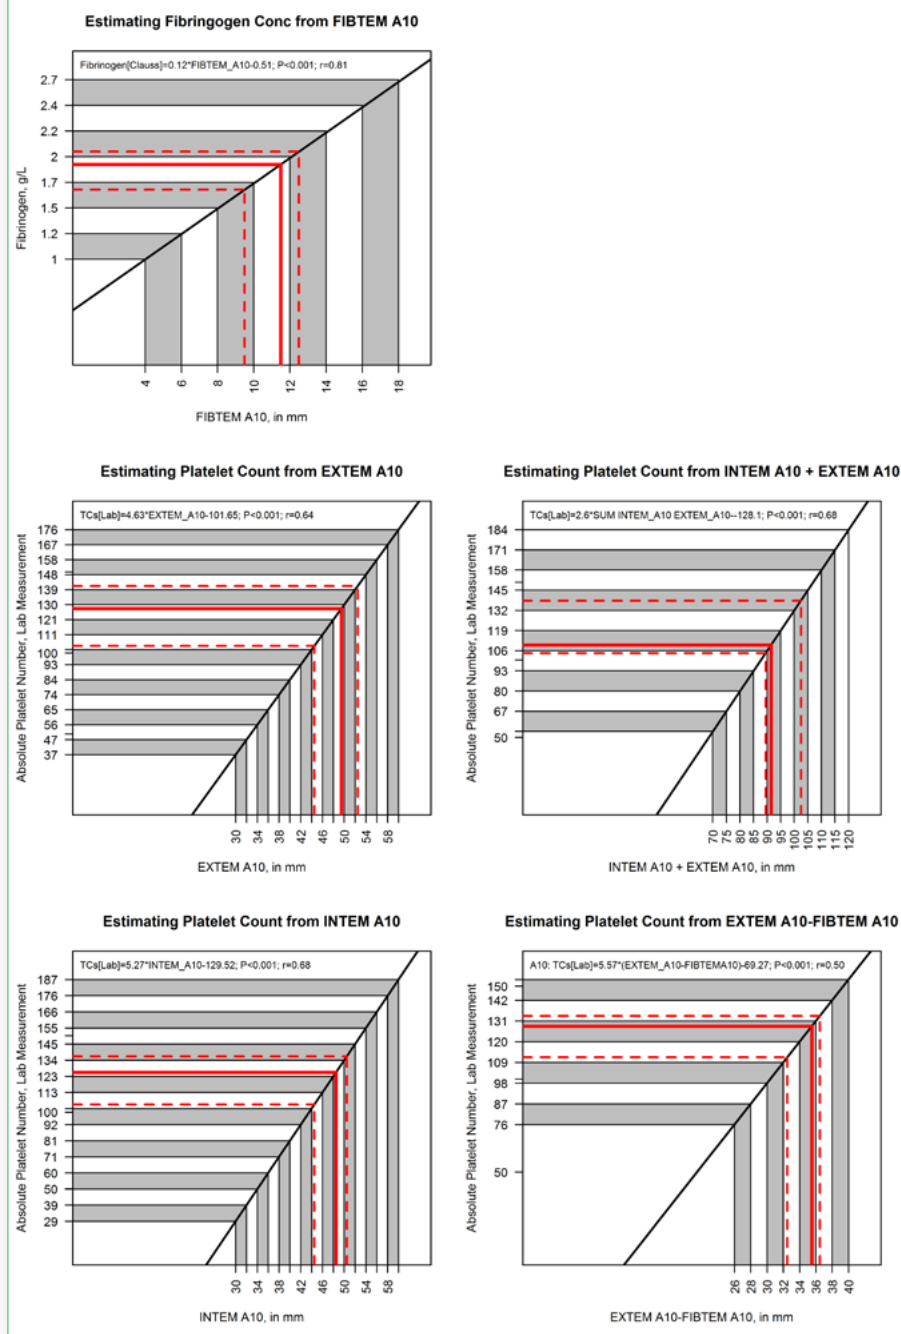 Estimating Fibringogen Conc from FIBTEM A10
Fibrinogen[Clauss]=0.12*FIBTEM_A10-0.51; P<0.001; r=0.81
Fibrinogen, g/L
2.7
2.4
2.2
2
1.7
1.5
1.2
1
4 6 8 10 12 14 16 18
FIBTEM A10, in mm
Estimating Platelet Count from EXTEM A10
TCs[Lab]=4.63*EXTEM_A10-101.65; P<0.001; r=0.64
Absolute Platelet Number, Lab Measurement
176
167
158
148
139
130
121
111
100
93
84
74
65
56
47
37
30 34 38 42 46 50 54 58
EXTEM A10, in mm
Estimating Platelet Count from INTEM A10 + EXTEM A10
TCs[Lab]=2.6*SUM INTEM_A10 EXTEM_A10--128.1; P<0.001; r=0.68
Absolute Platelet Number, Lab Measurement
184
171
158
145
132
119
106
93
80
67
50
70 75 80 85 90 95 100 105 110 115 120
INTEM A10 + EXTEM A10, in mm
Estimating Platelet Count from INTEM A10
TCs[Lab]=5.27*INTEM_A10-129.52; P<0.001; r=0.68
Absolute Platelet Number, Lab Measurement
187
176
166
155
145
134
123
113
100
92
81
71
60
50
39
29
30 34 38 42 46 50 54 58
INTEM A10, in mm
Estimating Platelet Count from EXTEM A10-FIBTEM A10
A10: TCs[Lab]=5.57*(EXTEM_A10-FIBTEMA10)-69.27; P<0.001; r=0.50
Absolute Platelet Number, Lab Measurement
150
142
131
120
109
98
87
76
50
26 28 30 32 34 36 38 40
EXTEM A10-FIBTEM A10, in mm